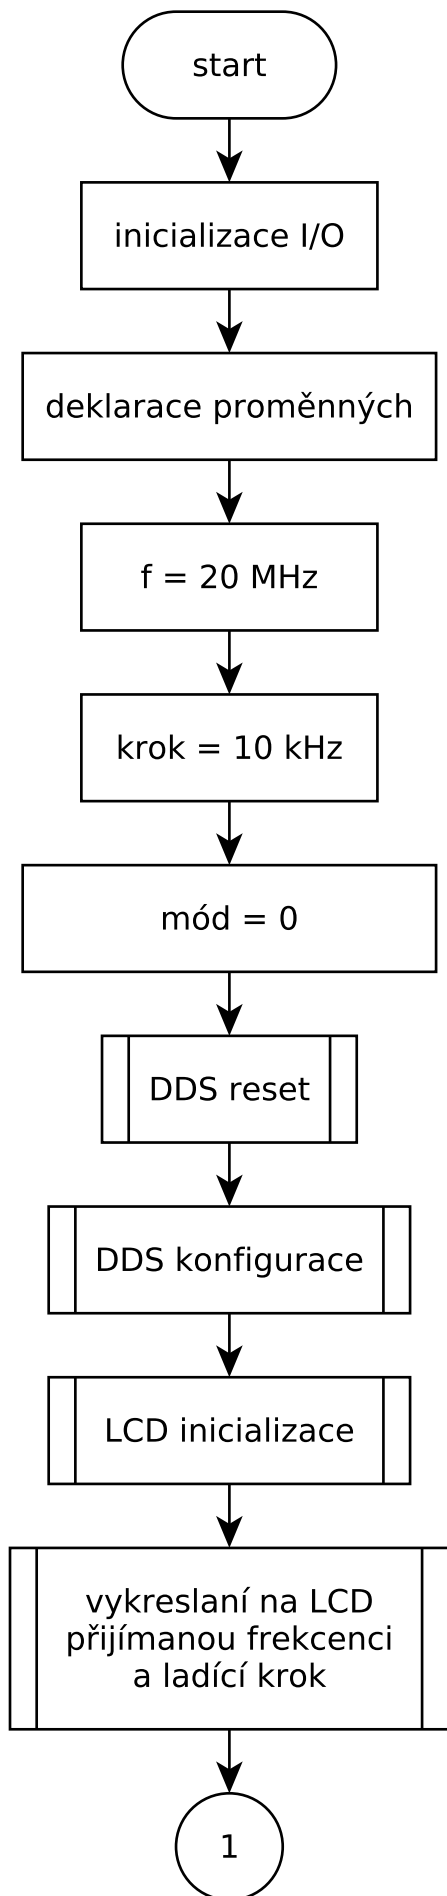 start
inicializace I/O
deklarace proměnných
f = 20 MHz
krok = 10 kHz
mód = 0
DDS reset
DDS konfigurace
LCD inicializace
vykreslaní na LCD
přijímanou frekcenci
a ladící krok
1